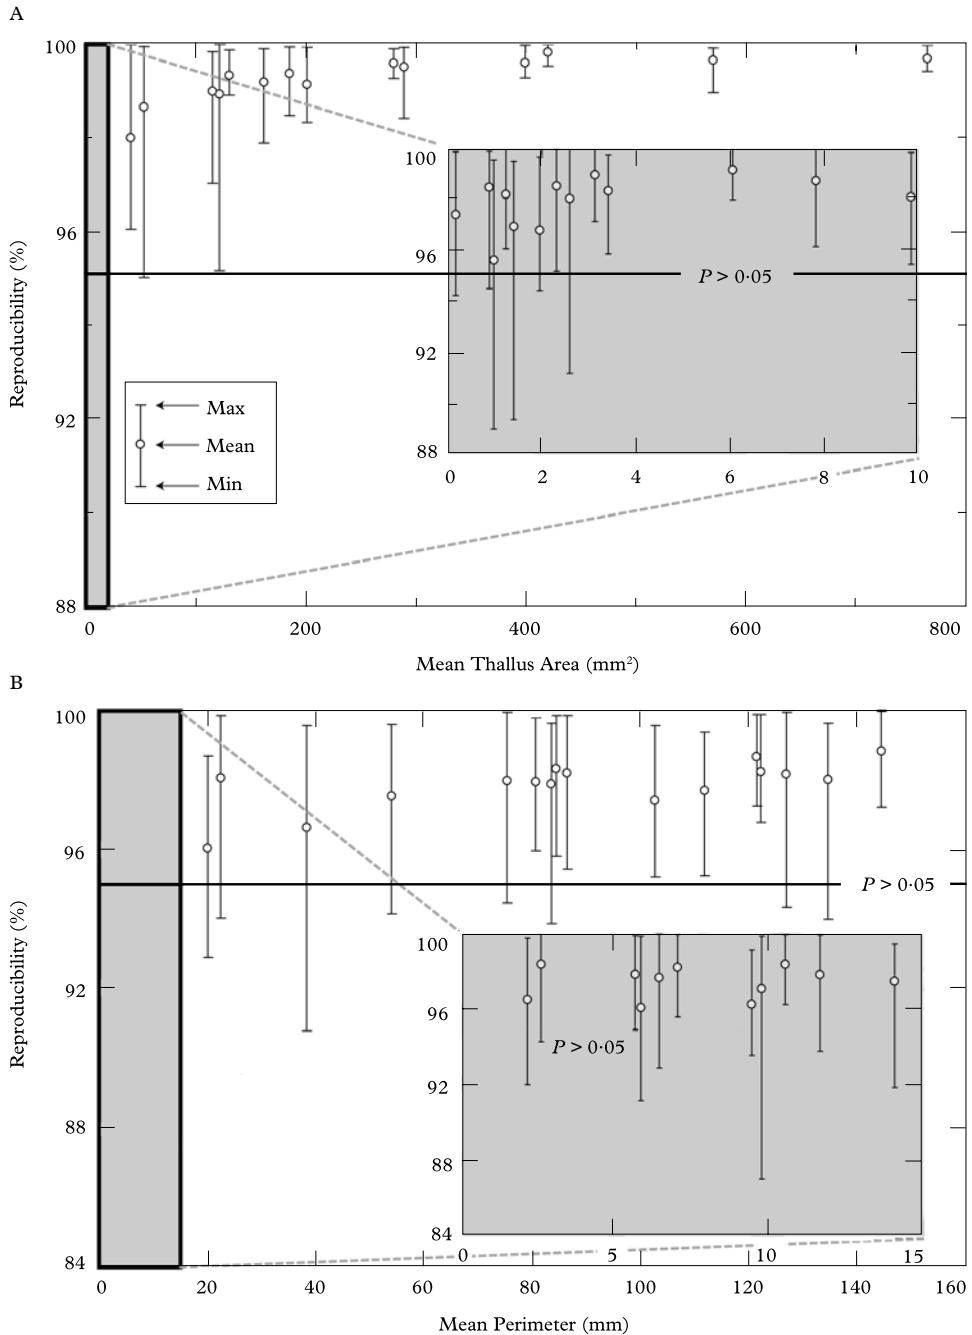 A
100
96
92
88
Reproducibility (%)
Max
Mean
Min
100
96
92
88
P > 0·05
0 2 4 6 8 10
0 200 400 600 800
Mean Thallus Area (mm²)
B
100
96
92
88
84
Reproducibility (%)
P > 0·05
100
96
92
88
84
P > 0·05
0 5 10 15
0 20 40 60 80 100 120 140 160
Mean Perimeter (mm)